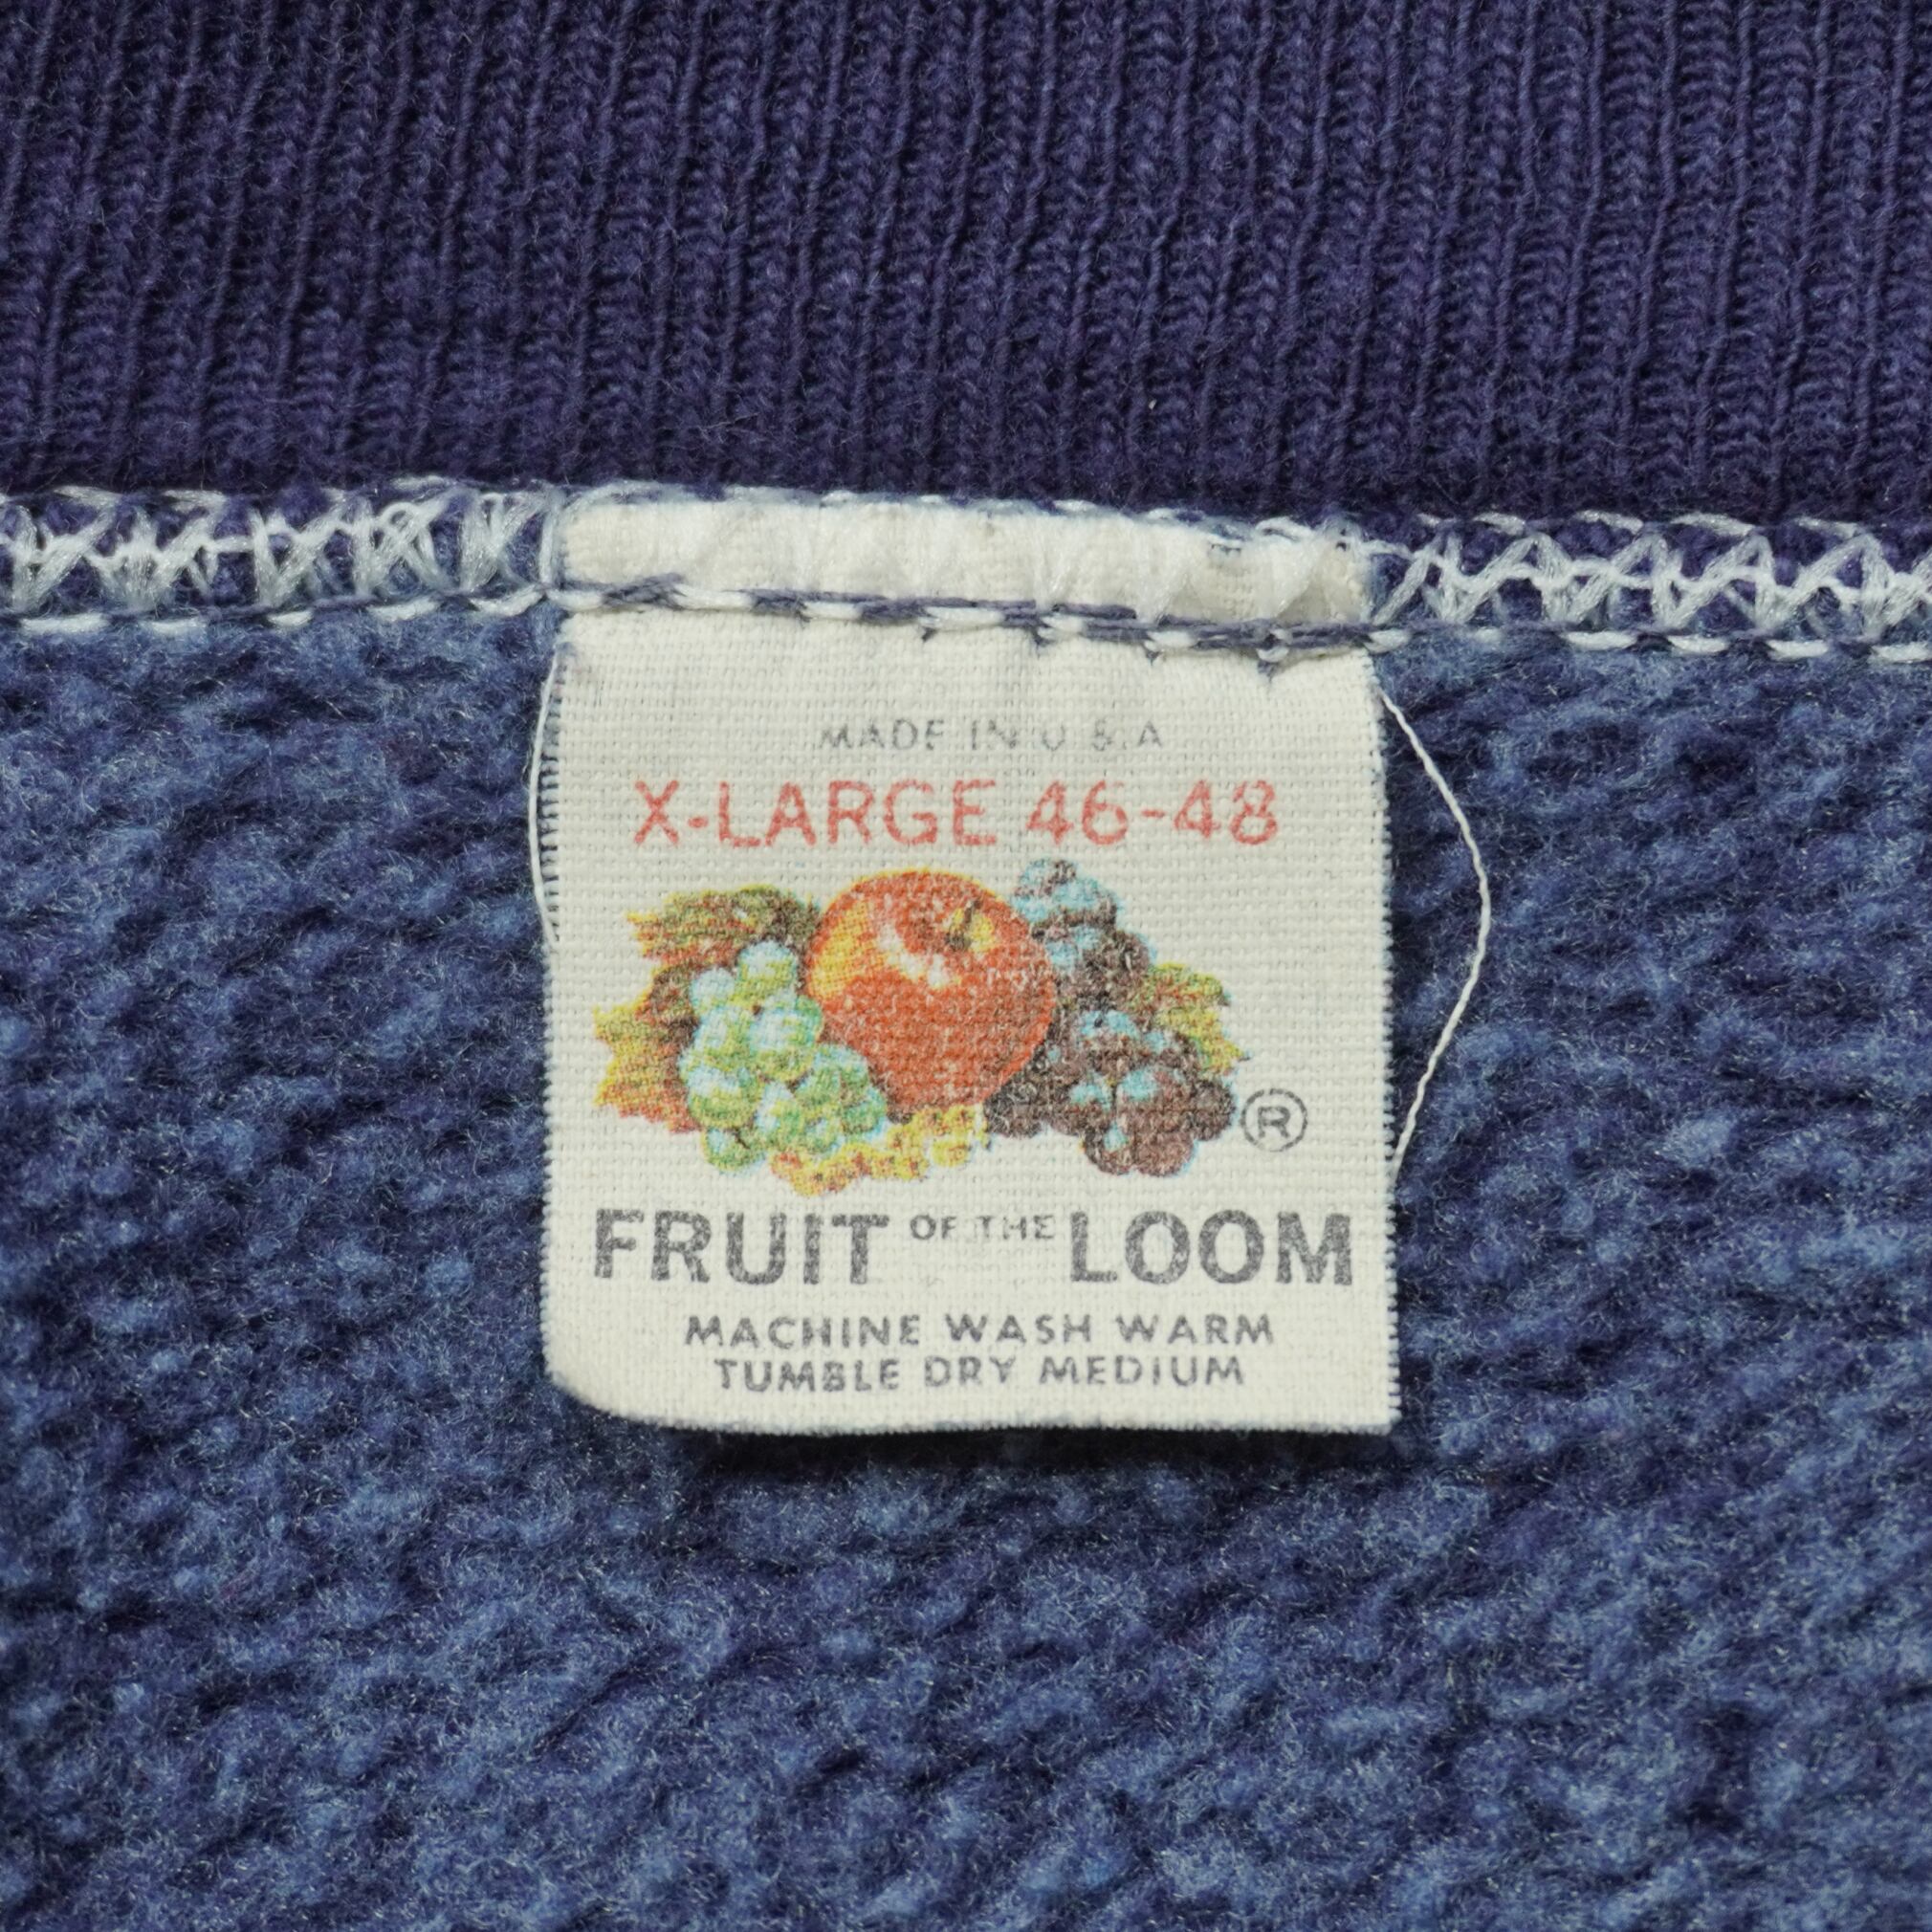 MADE IN U.S.A
X-LARGE 46-48
®
FRUIT OF THE LOOM
MACHINE WASH WARM
TUMBLE DRY MEDIUM